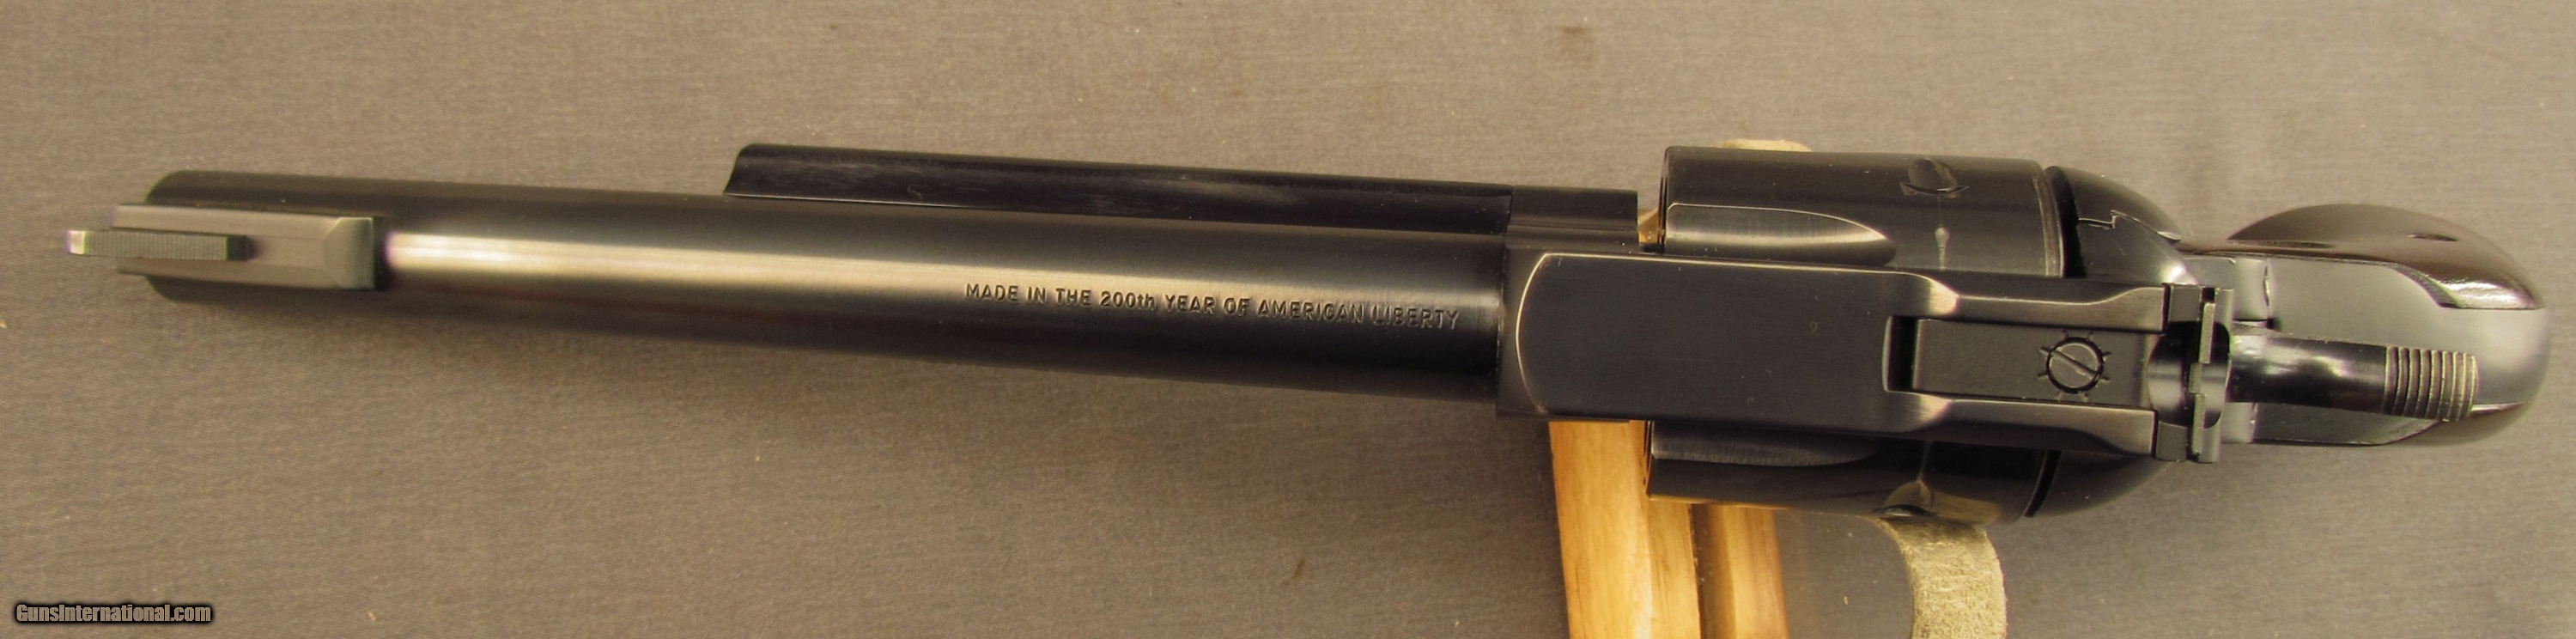 MADE IN THE 200th YEAR OF AMERICAN LIBERTY
GunsInternational.com